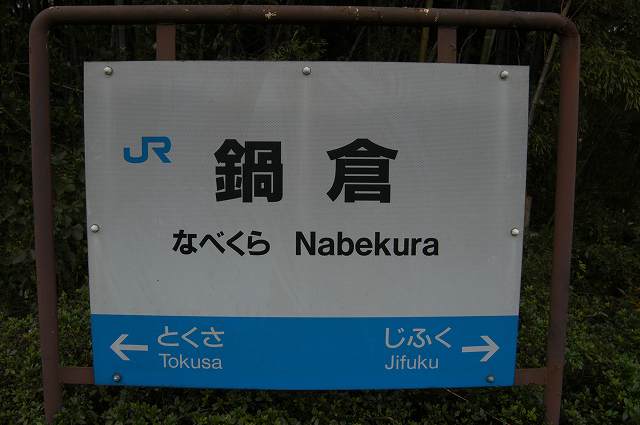 JR 鍋倉
なべくら Nabekura
← とくさ じふく →
Tokusa Jifuku